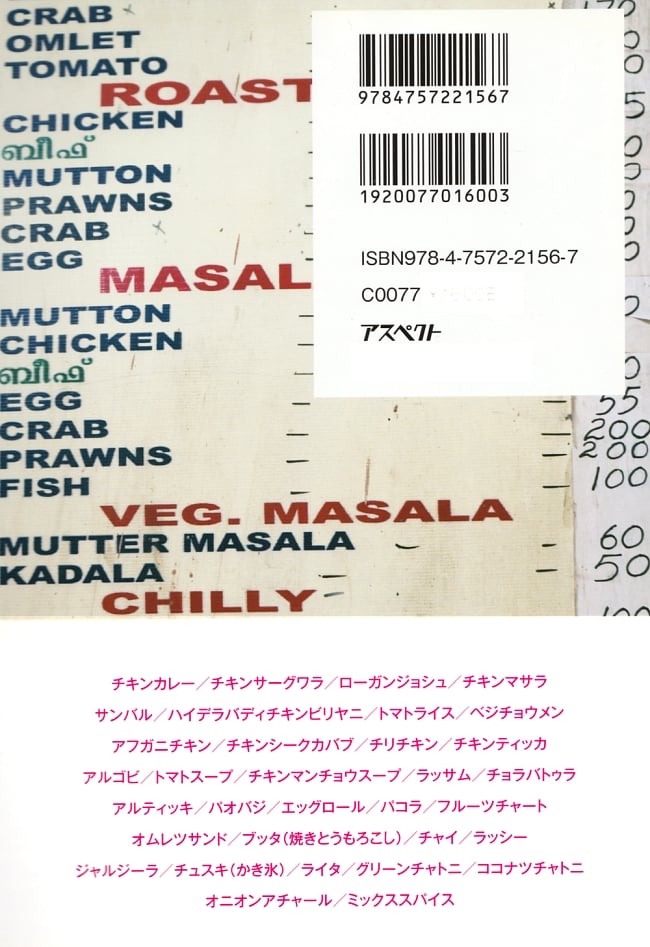 CRAB
OMLET
TOMATO
ROAST
CHICKEN
ബീഫ്
MUTTON
PRAWNS
CRAB
EGG
MASAL
MUTTON
CHICKEN
ബീഫ്
EGG 55
CRAB 200
PRAWNS 200
FISH 100
VEG. MASALA
MUTTER MASALA 60
KADALA 50
CHILLY
9784757221567
1920077016003
ISBN978-4-7572-2156-7
C0077
アスペクト
チキンカレー／チキンサーグワラ／ローガンジョシュ／チキンマサラ
サンバル／ハイデラバディチキンビリヤニ／トマトライス／ベジチョウメン
アフガニチキン／チキンシークカバブ／チリチキン／チキンティッカ
アルゴビ／トマトスープ／チキンマンチョウスープ／ラッサム／チョラバトゥラ
アルティッキ／パオバジ／エッグロール／パコラ／フルーツチャート
オムレツサンド／ブッタ（焼きとうもろこし）／チャイ／ラッシー
ジャルジーラ／チュスキ（かき氷）／ライタ／グリーンチャトニ／ココナツチャトニ
オニオンアチャール／ミックススパイス